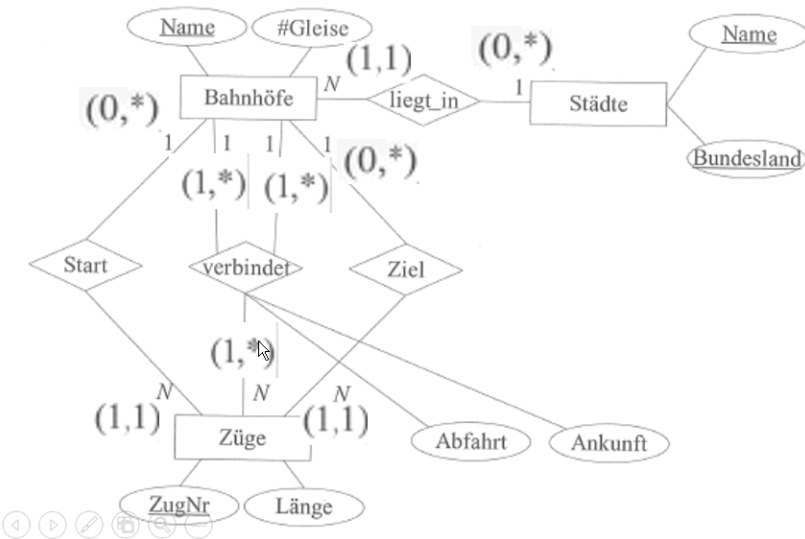 Name #Gleise
(1,1) (0,*) Name
N 1
(0,*) Bahnhöfe liegt_in Städte
1 1 1 1 (0,*)
(1,*) (1,*) Bundesland
Start verbindet Ziel
(1,*)
N N N
(1,1) Züge (1,1) Abfahrt Ankunft
ZugNr Länge